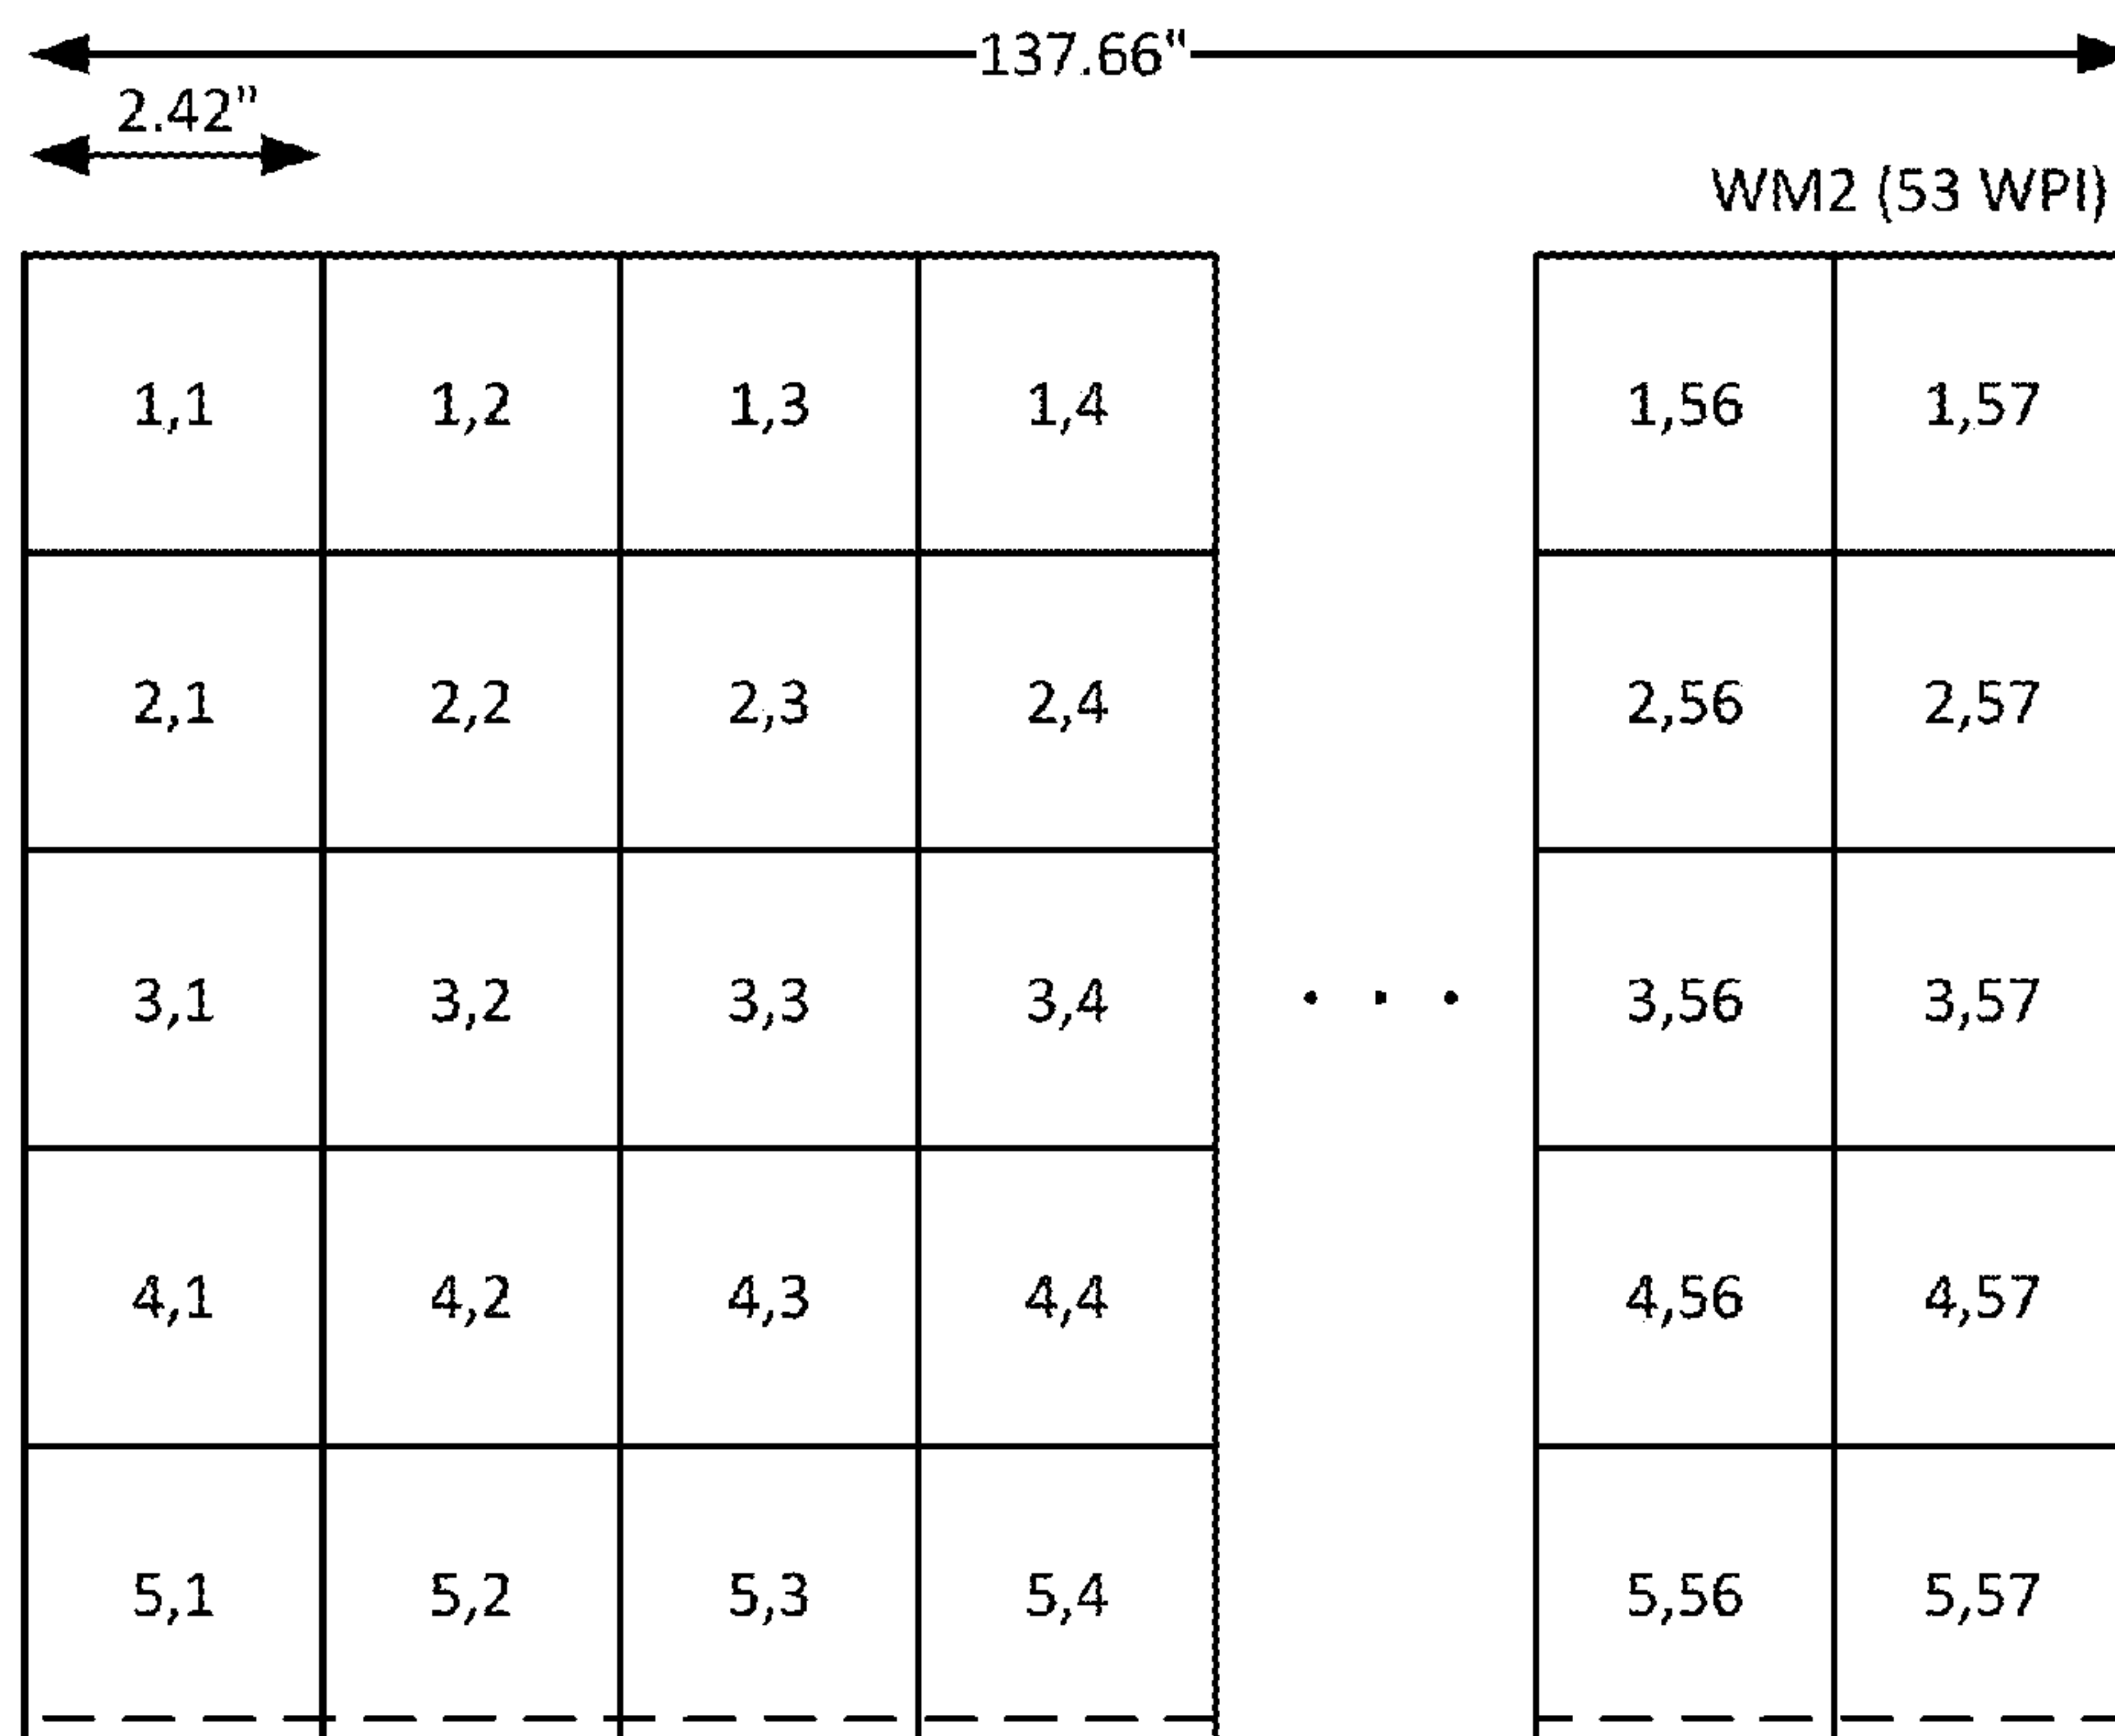 137.66"
2.42"
WM2 (53 WPI)
1,1 1,2 1,3 1,4 1,56 1,57
2,1 2,2 2,3 2,4 2,56 2,57
3,1 3,2 3,3 3,4 . . . 3,56 3,57
4,1 4,2 4,3 4,4 4,56 4,57
5,1 5,2 5,3 5,4 5,56 5,57